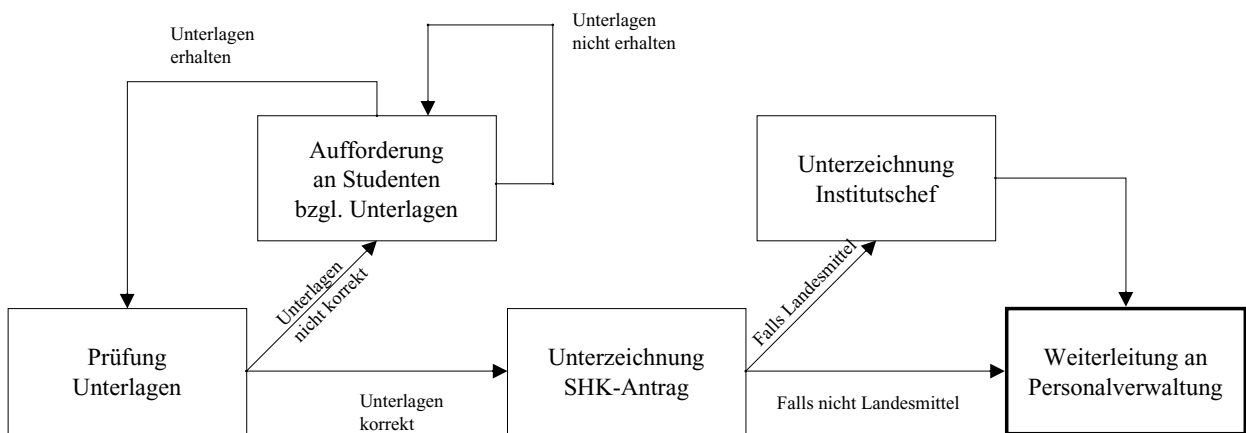 Unterlagen
erhalten
Unterlagen
nicht erhalten
Aufforderung
an Studenten
bzgl. Unterlagen
Unterzeichnung
Institutschef
Unterlagen
nicht korrekt
Falls Landesmittel
Prüfung
Unterlagen
Unterzeichnung
SHK-Antrag
Weiterleitung an
Personalverwaltung
Unterlagen
korrekt
Falls nicht Landesmittel